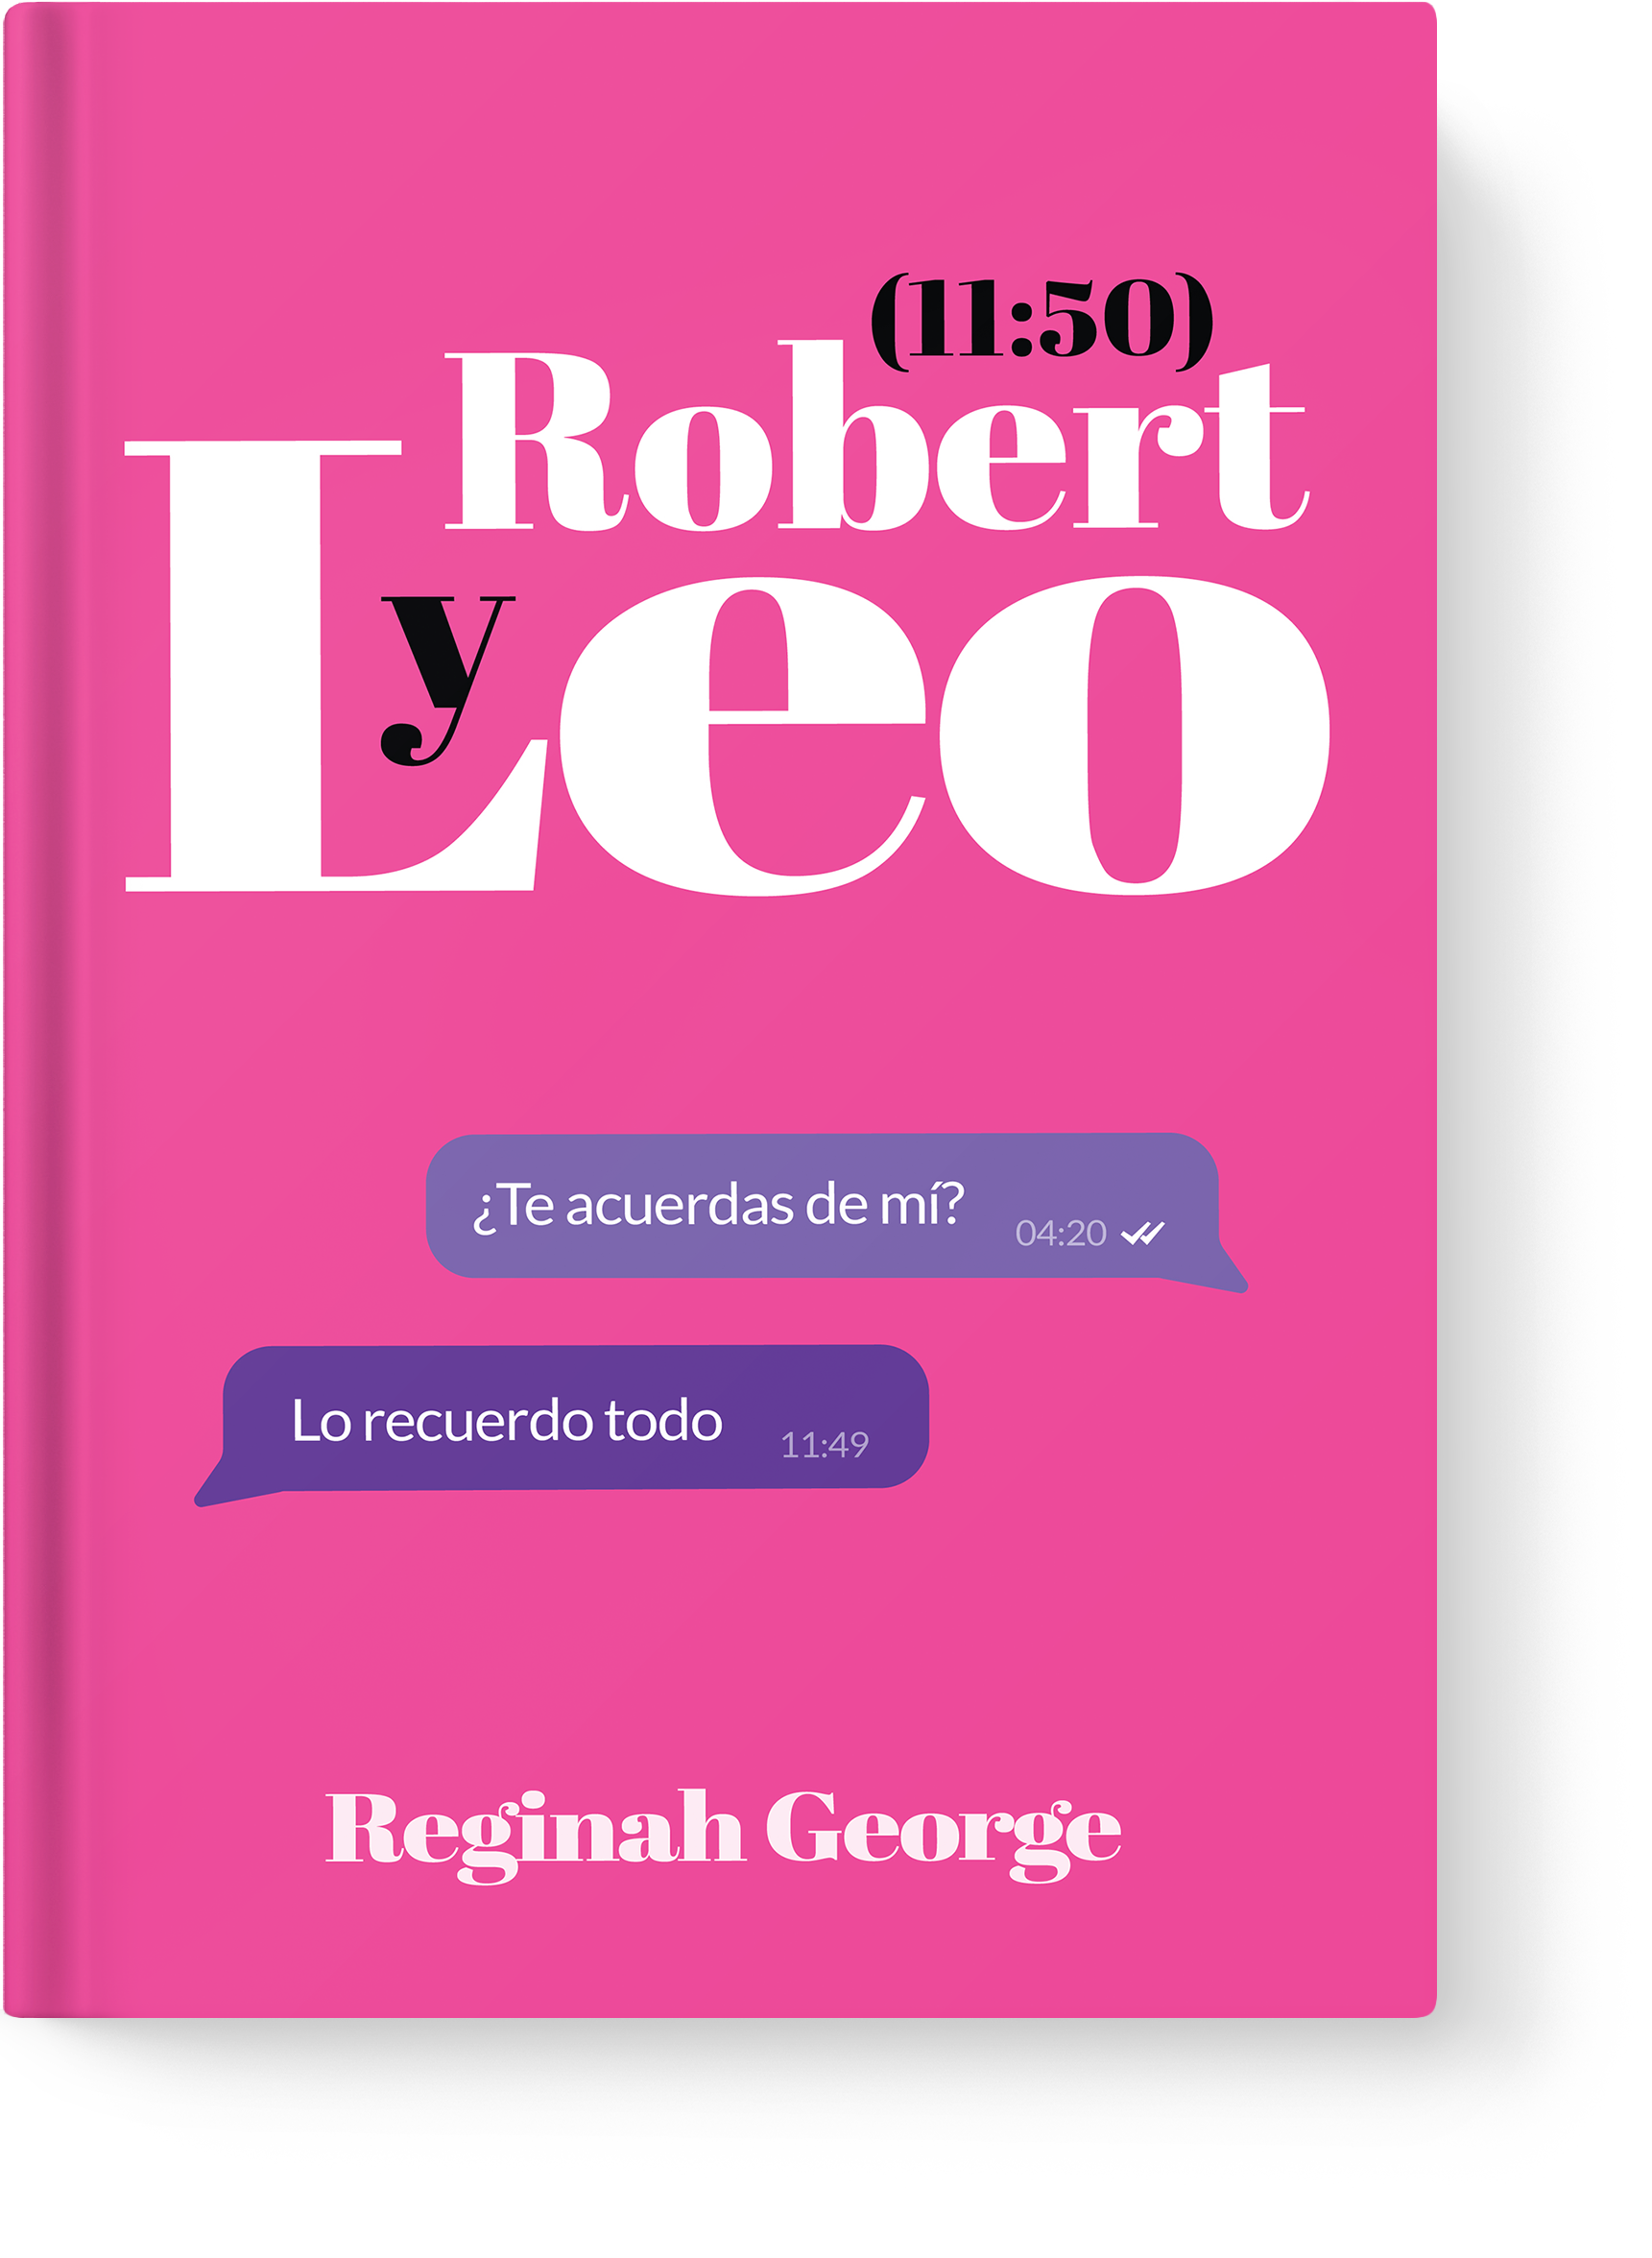 (11:50)
Robert
y
Leo
¿Te acuerdas de mí?
04:20
Lo recuerdo todo
11:49
Reginah George